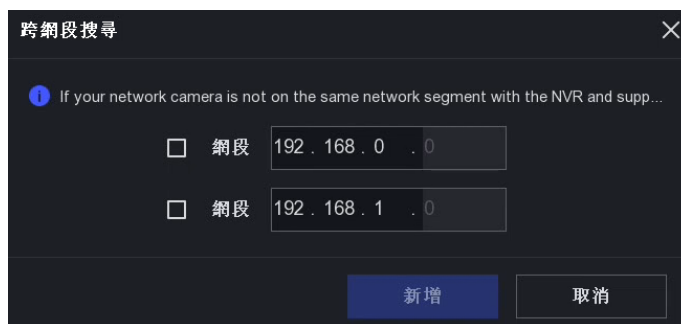 跨網段搜尋
If your network camera is not on the same network segment with the NVR and supp...
網段 192 . 168 . 0 . 0
網段 192 . 168 . 1 . 0
新增 取消